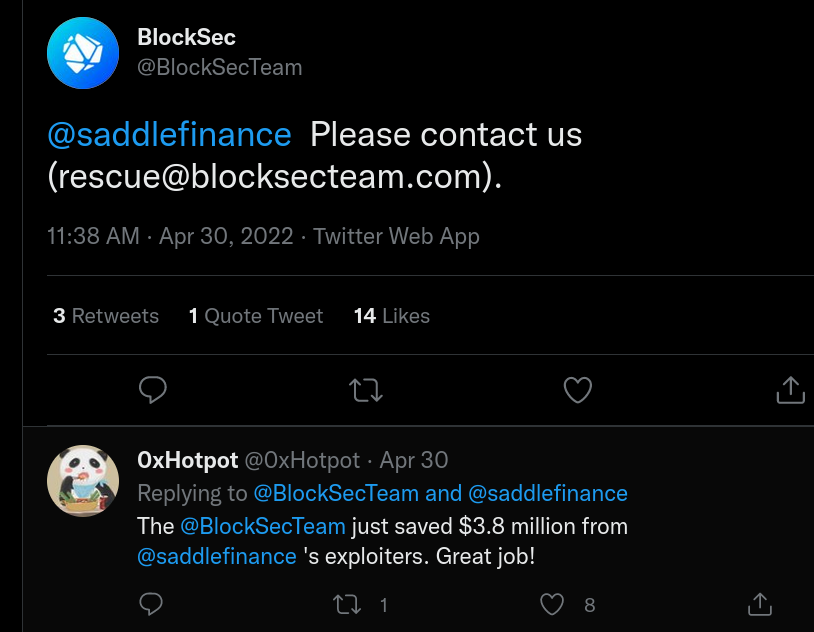 BlockSec
@BlockSecTeam
@saddlefinance Please contact us
(rescue@blocksecteam.com).
11:38 AM · Apr 30, 2022 · Twitter Web App
3 Retweets 1 Quote Tweet 14 Likes
0xHotpot @0xHotpot · Apr 30
Replying to @BlockSecTeam and @saddlefinance
The @BlockSecTeam just saved $3.8 million from
@saddlefinance 's exploiters. Great job!
1 8